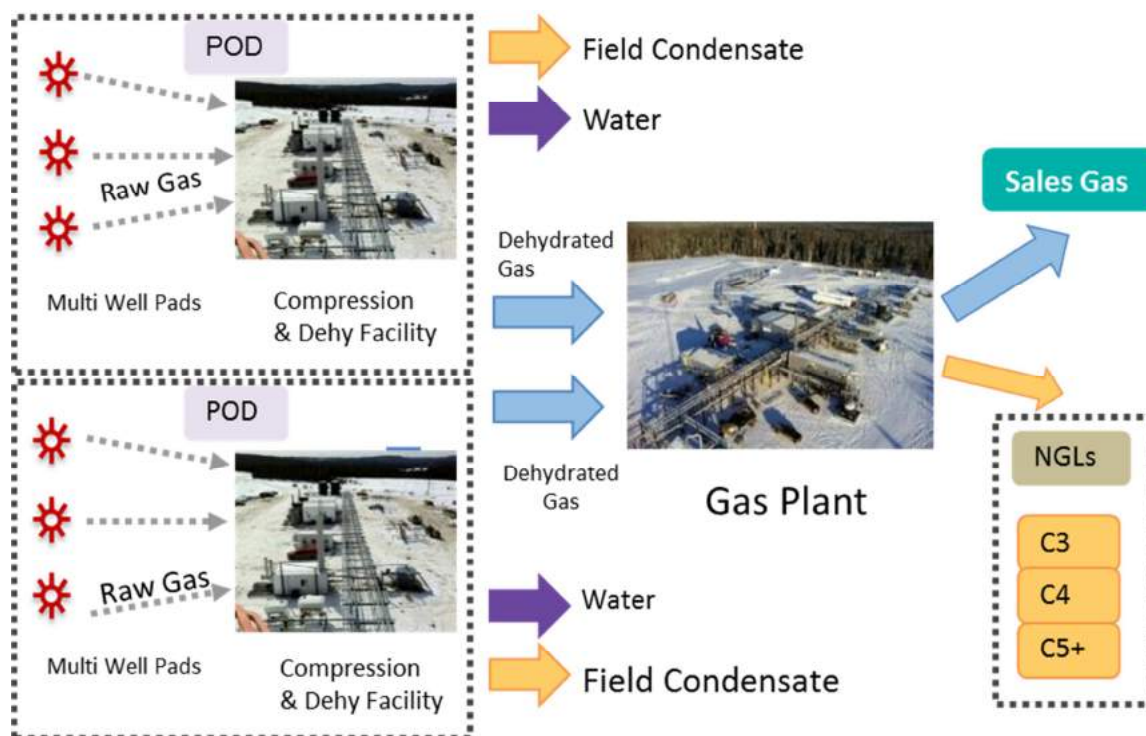 POD
Raw Gas
Multi Well Pads
Compression
& Dehy Facility
Field Condensate
Water
Dehydrated
Gas
Sales Gas
POD
Raw Gas
Multi Well Pads
Compression
& Dehy Facility
Dehydrated
Gas
Gas Plant
Water
Field Condensate
NGLs
C3
C4
C5+